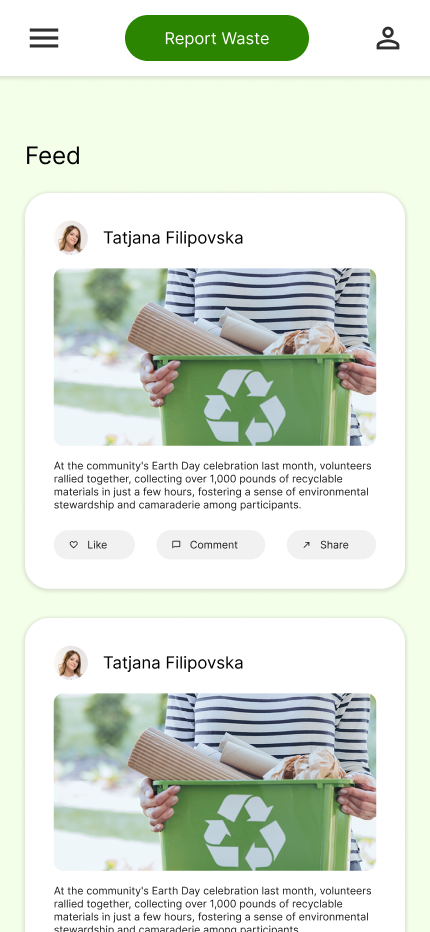 Report Waste
Feed
Tatjana Filipovska
At the community's Earth Day celebration last month, volunteers
rallied together, collecting over 1,000 pounds of recyclable
materials in just a few hours, fostering a sense of environmental
stewardship and camaraderie among participants.
Like Comment Share
Tatjana Filipovska
At the community's Earth Day celebration last month, volunteers
rallied together, collecting over 1,000 pounds of recyclable
materials in just a few hours, fostering a sense of environmental
stewardship and camaraderie among participants.